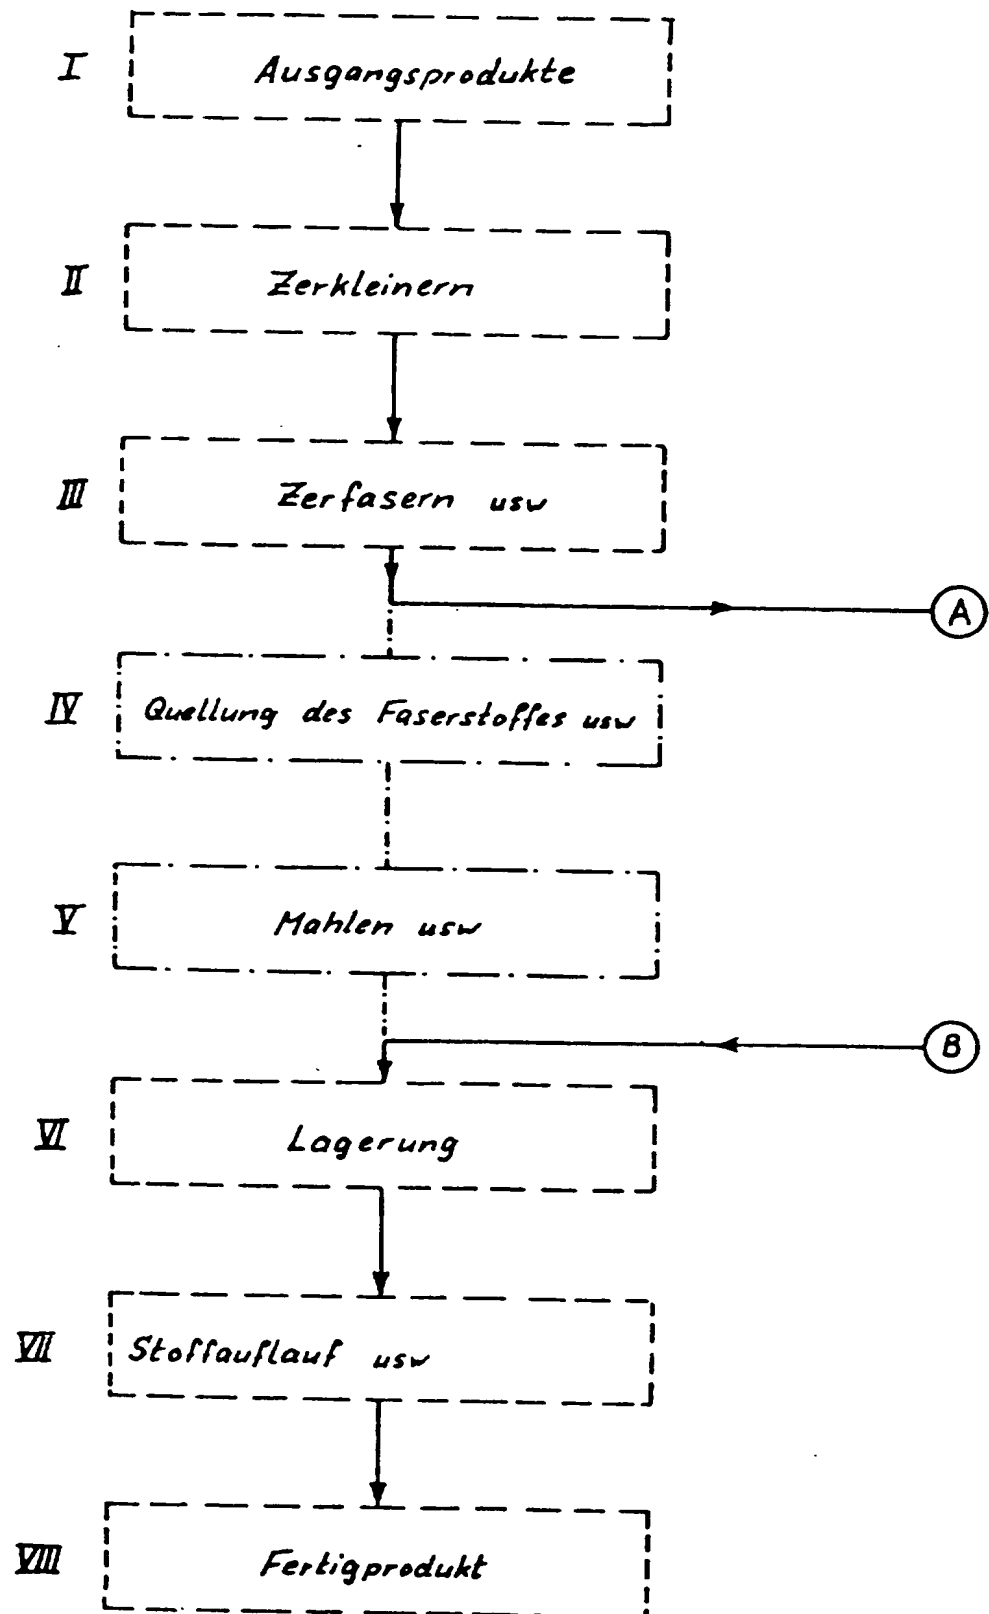 I Ausgangsprodukte
II Zerkleinern
III Zerfasern usw
A
IV Quellung des Faserstoffes usw
V Mahlen usw
B
VI Lagerung
VII Stoffauflauf usw
VIII Fertigprodukt